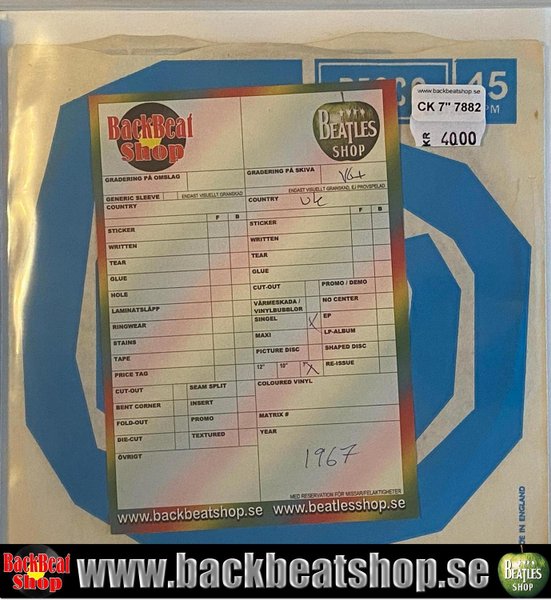 45
RPM
www.backbeatshop.se
CK 7" 7882
KR 40.00
BackBeat
Shop
BEATLES
SHOP
GRADERING PÅ OMSLAG
GRADERING PÅ SKIVA
VG+
GENERIC SLEEVE
ENDAST VISUELLT GRANSKAD
ENDAST VISUELLT GRANSKAD, EJ PROVSPELAD
COUNTRY
COUNTRY UK
F B
F B
STICKER
STICKER
WRITTEN
WRITTEN
TEAR
TEAR
GLUE
GLUE
HOLE
CUT-OUT
PROMO / DEMO
LAMINATSLÄPP
VÄRMESKADA /
VINYLBUBBLOR
NO CENTER
RINGWEAR
SINGEL X
EP
STAINS
MAXI
LP-ALBUM
TAPE
PICTURE DISC
SHAPED DISC
PRICE TAG
12" 10" 7" X
RE-ISSUE
CUT-OUT
SEAM SPLIT
COLOURED VINYL
BENT CORNER
INSERT
FOLD-OUT
PROMO
MATRIX #
DIE-CUT
TEXTURED
YEAR
ÖVRIGT
1967
MED RESERVATION FÖR MISSAR/FELAKTIGHETER
www.backbeatshop.se
www.beatlesshop.se
DE IN ENGLAND
BackBeat
Shop
www.backbeatshop.se
BEATLES
SHOP